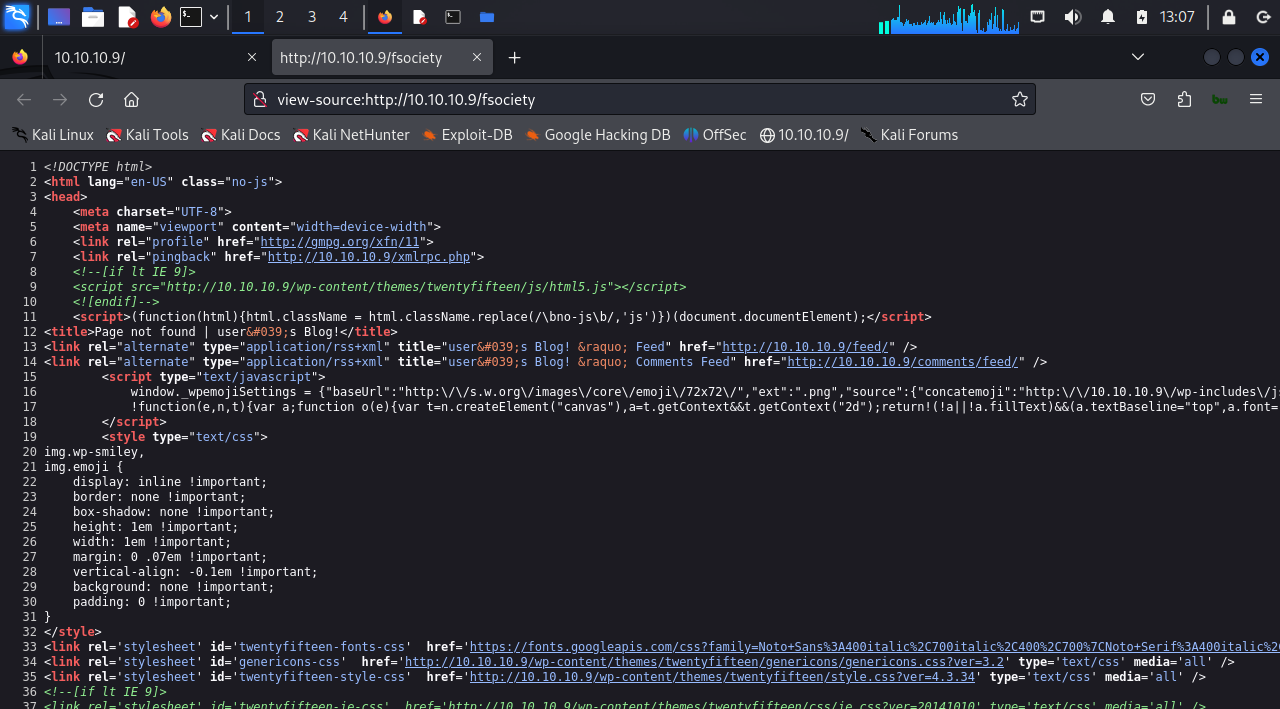 1 2 3 4 13:07
10.10.10.9/ http://10.10.10.9/fsociety
view-source:http://10.10.10.9/fsociety
Kali Linux Kali Tools Kali Docs Kali NetHunter Exploit-DB Google Hacking DB OffSec 10.10.10.9/ Kali Forums
1 <!DOCTYPE html>
2 <html lang="en-US" class="no-js">
3 <head>
4 <meta charset="UTF-8">
5 <meta name="viewport" content="width=device-width">
6 <link rel="profile" href="http://gmpg.org/xfn/11">
7 <link rel="pingback" href="http://10.10.10.9/xmlrpc.php">
8 <!--[if lt IE 9]>
9 <script src="http://10.10.10.9/wp-content/themes/twentyfifteen/js/html5.js"></script>
10 <![endif]-->
11 <script>(function(html){html.className = html.className.replace(/\bno-js\b/,'js')})(document.documentElement);</script>
12 <title>Page not found | user&#039;s Blog!</title>
13 <link rel="alternate" type="application/rss+xml" title="user&#039;s Blog! &raquo; Feed" href="http://10.10.10.9/feed/" />
14 <link rel="alternate" type="application/rss+xml" title="user&#039;s Blog! &raquo; Comments Feed" href="http://10.10.10.9/comments/feed/" />
15 <script type="text/javascript">
16 window._wpemojiSettings = {"baseUrl":"http:\/\/s.w.org\/images\/core\/emoji\/72x72\/","ext":".png","source":{"concatemoji":"http:\/\/10.10.10.9\/wp-includes\/js
17 !function(e,n,t){var a;function o(e){var t=n.createElement("canvas"),a=t.getContext&&t.getContext("2d");return!(!a||!a.fillText)&&(a.textBaseline="top",a.font=
18 </script>
19 <style type="text/css">
20 img.wp-smiley,
21 img.emoji {
22 display: inline !important;
23 border: none !important;
24 box-shadow: none !important;
25 height: 1em !important;
26 width: 1em !important;
27 margin: 0 .07em !important;
28 vertical-align: -0.1em !important;
29 background: none !important;
30 padding: 0 !important;
31 }
32 </style>
33 <link rel='stylesheet' id='twentyfifteen-fonts-css' href='https://fonts.googleapis.com/css?family=Noto+Sans%3A400italic%2C700italic%2C400%2C700%7CNoto+Serif%3A400italic%2C
34 <link rel='stylesheet' id='genericons-css' href='http://10.10.10.9/wp-content/themes/twentyfifteen/genericons/genericons.css?ver=3.2' type='text/css' media='all' />
35 <link rel='stylesheet' id='twentyfifteen-style-css' href='http://10.10.10.9/wp-content/themes/twentyfifteen/style.css?ver=4.3.34' type='text/css' media='all' />
36 <!--[if lt IE 9]>
37 <link rel='stylesheet' id='twentyfifteen-ie-css' href='http://10.10.10.9/wp-content/themes/twentyfifteen/css/ie.css?ver=20141010' type='text/css' media='all' />